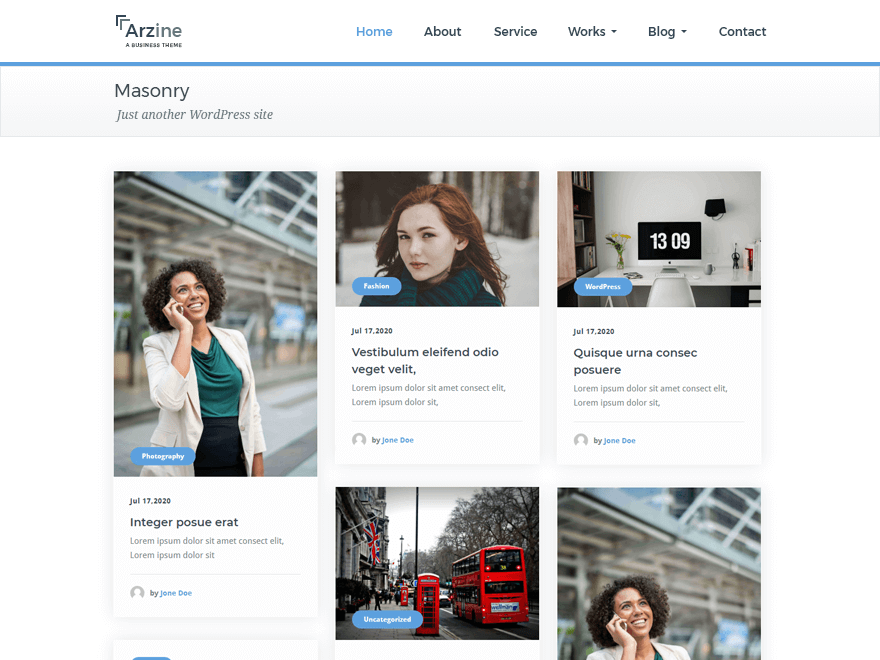 Arzine
A BUSINESS THEME
Home About Service Works Blog Contact
Masonry
Just another WordPress site
Photography
Jul 17,2020
Integer posue erat
Lorem ipsum dolor sit amet consect elit,
Lorem ipsum dolor sit
by Jone Doe
Fashion
Jul 17,2020
Vestibulum eleifend odio
veget velit,
Lorem ipsum dolor sit amet consect elit,
Lorem ipsum dolor sit,
by Jone Doe
38
Uncategorized
13 09
WordPress
Jul 17,2020
Quisque urna consec
posuere
Lorem ipsum dolor sit amet consect elit,
Lorem ipsum dolor sit,
by Jone Doe